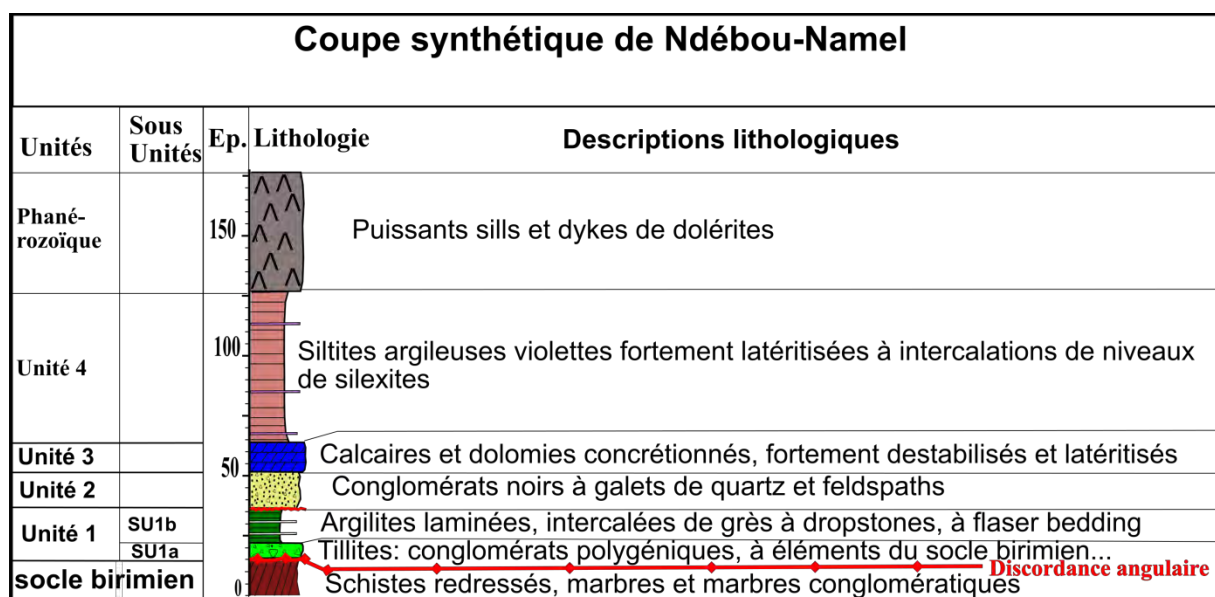 Coupe synthétique de Ndébou-Namel
Unités
Sous
Unités
Ep.
Lithologie
Descriptions lithologiques
Phané-
rozoïque
150
Puissants sills et dykes de dolérites
Unité 4
100
Siltites argileuses violettes fortement latéritisées à intercalations de niveaux
de silexites
Unité 3
50
Calcaires et dolomies concrétionnés, fortement destabilisés et latéritisés
Unité 2
Conglomérats noirs à galets de quartz et feldspaths
Unité 1
SU1b
Argilites laminées, intercalées de grès à dropstones, à flaser bedding
SU1a
Tillites: conglomérats polygéniques, à éléments du socle birimien...
Discordance angulaire
socle birimien
0
Schistes redressés, marbres et marbres conglomératiques